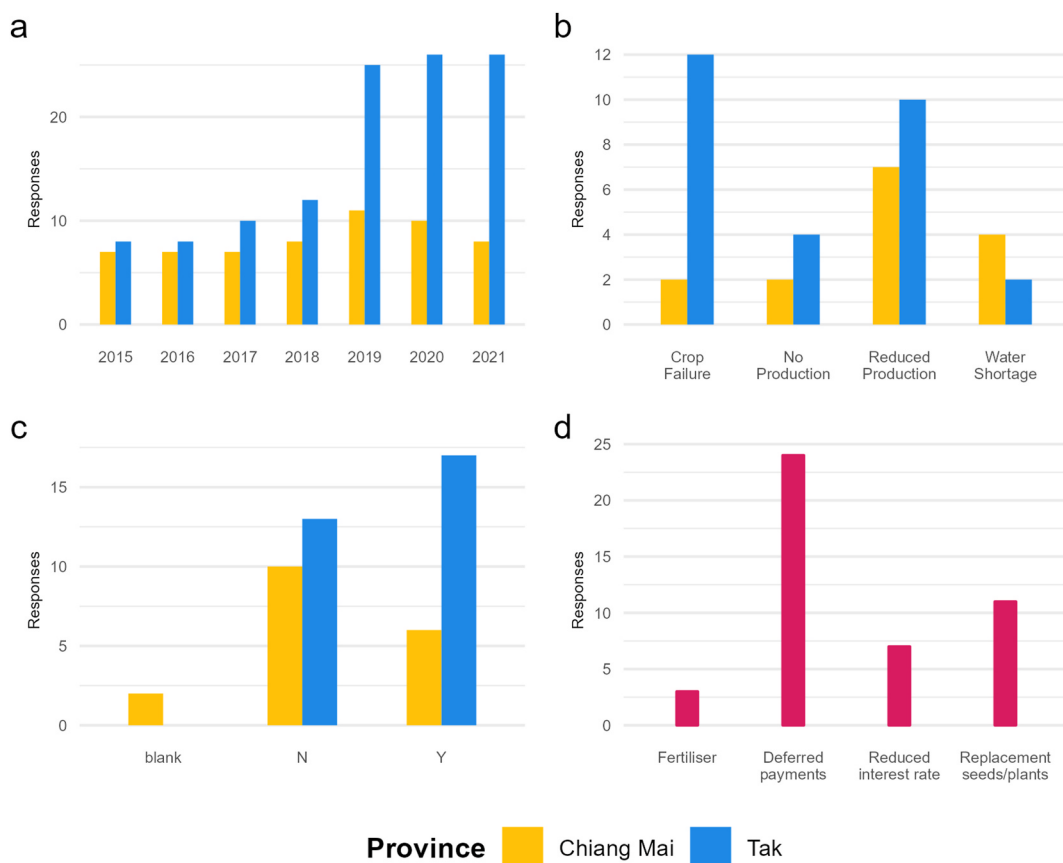 a
Responses
20
10
0
2015 2016 2017 2018 2019 2020 2021
b
Responses
12
10
8
6
4
2
0
Crop
Failure
No
Production
Reduced
Production
Water
Shortage
c
Responses
15
10
5
0
blank N Y
d
Responses
25
20
15
10
5
0
Fertiliser
Deferred
payments
Reduced
interest rate
Replacement
seeds/plants
Province Chiang Mai Tak